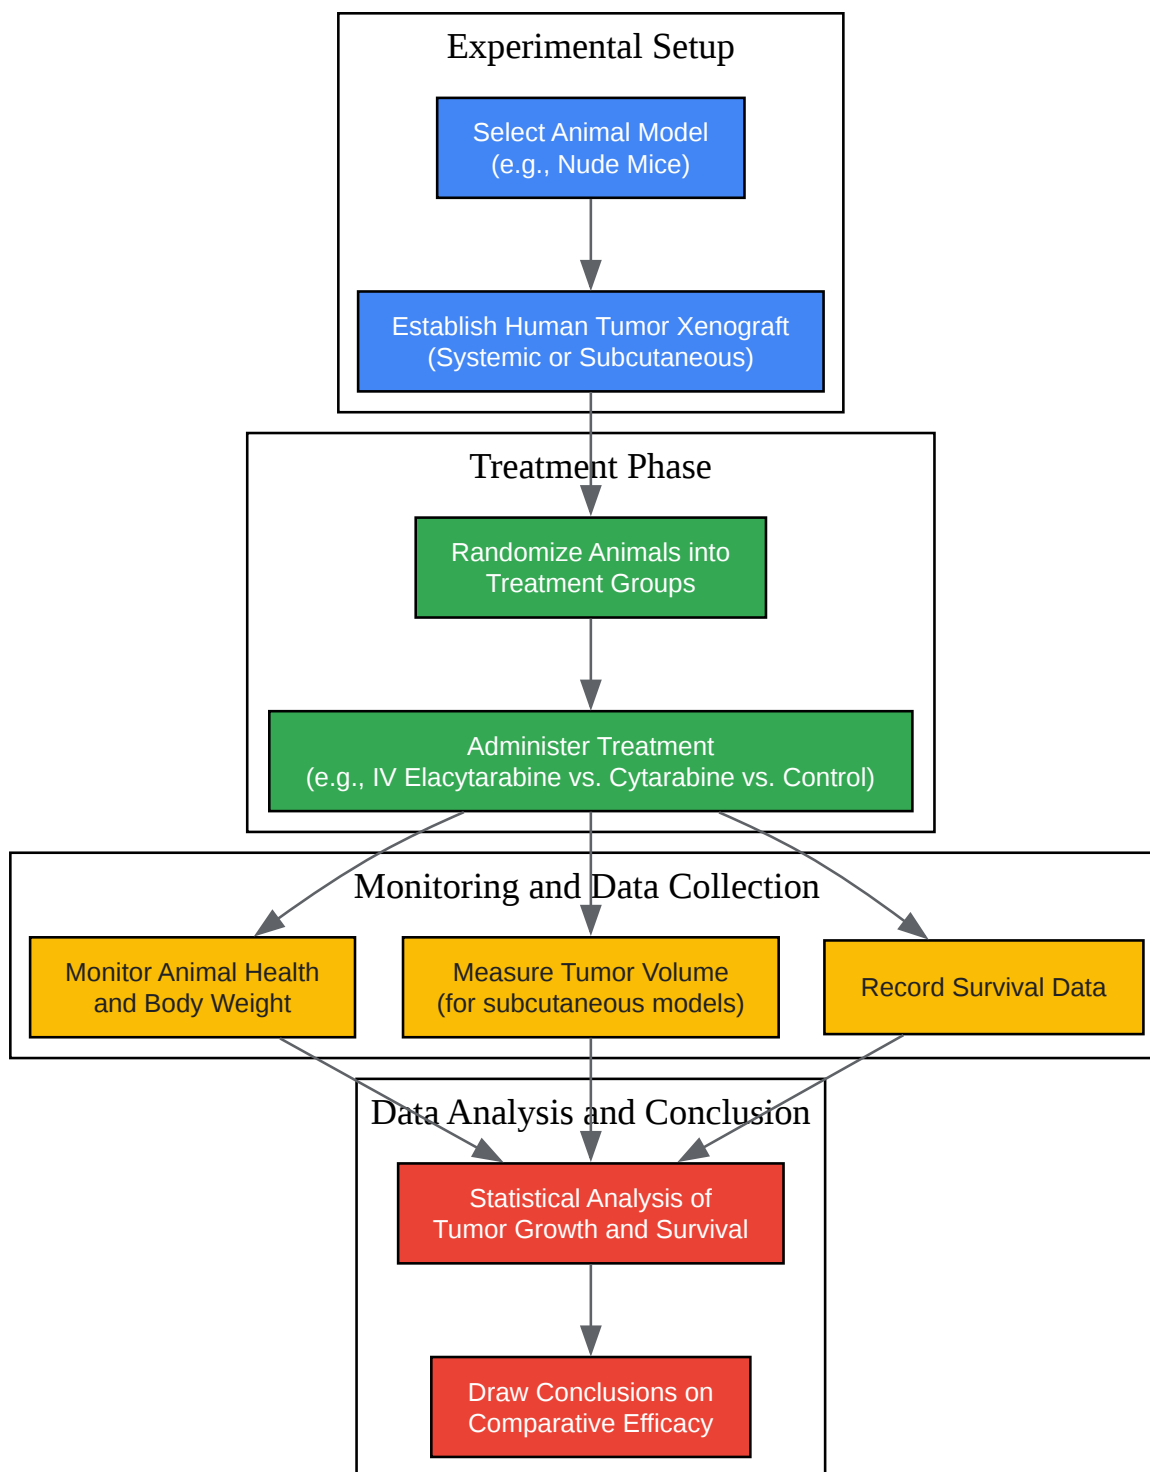 Experimental Setup
Select Animal Model
(e.g., Nude Mice)
Establish Human Tumor Xenograft
(Systemic or Subcutaneous)
Treatment Phase
Randomize Animals into
Treatment Groups
Administer Treatment
(e.g., IV Elacytarabine vs. Cytarabine vs. Control)
Monitoring and Data Collection
Monitor Animal Health
and Body Weight
Measure Tumor Volume
(for subcutaneous models)
Record Survival Data
Data Analysis and Conclusion
Statistical Analysis of
Tumor Growth and Survival
Draw Conclusions on
Comparative Efficacy